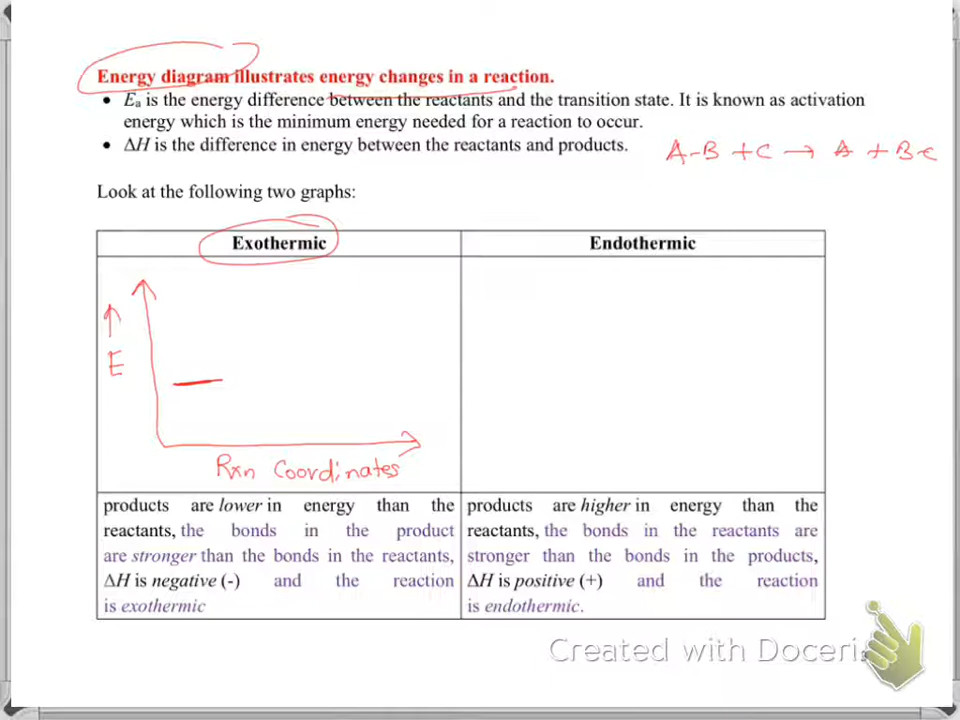 Energy diagram illustrates energy changes in a reaction.
• Ea is the energy difference between the reactants and the transition state. It is known as activation
energy which is the minimum energy needed for a reaction to occur.
• ΔH is the difference in energy between the reactants and products.
A-B + C → A + B-C
Look at the following two graphs:
Exothermic
Endothermic
E
Rxn Coordinates
products are lower in energy than the
reactants, the bonds in the product
are stronger than the bonds in the reactants,
ΔH is negative (-) and the reaction
is exothermic
products are higher in energy than the
reactants, the bonds in the reactants are
stronger than the bonds in the products,
ΔH is positive (+) and the reaction
is endothermic.
Created with Doceri